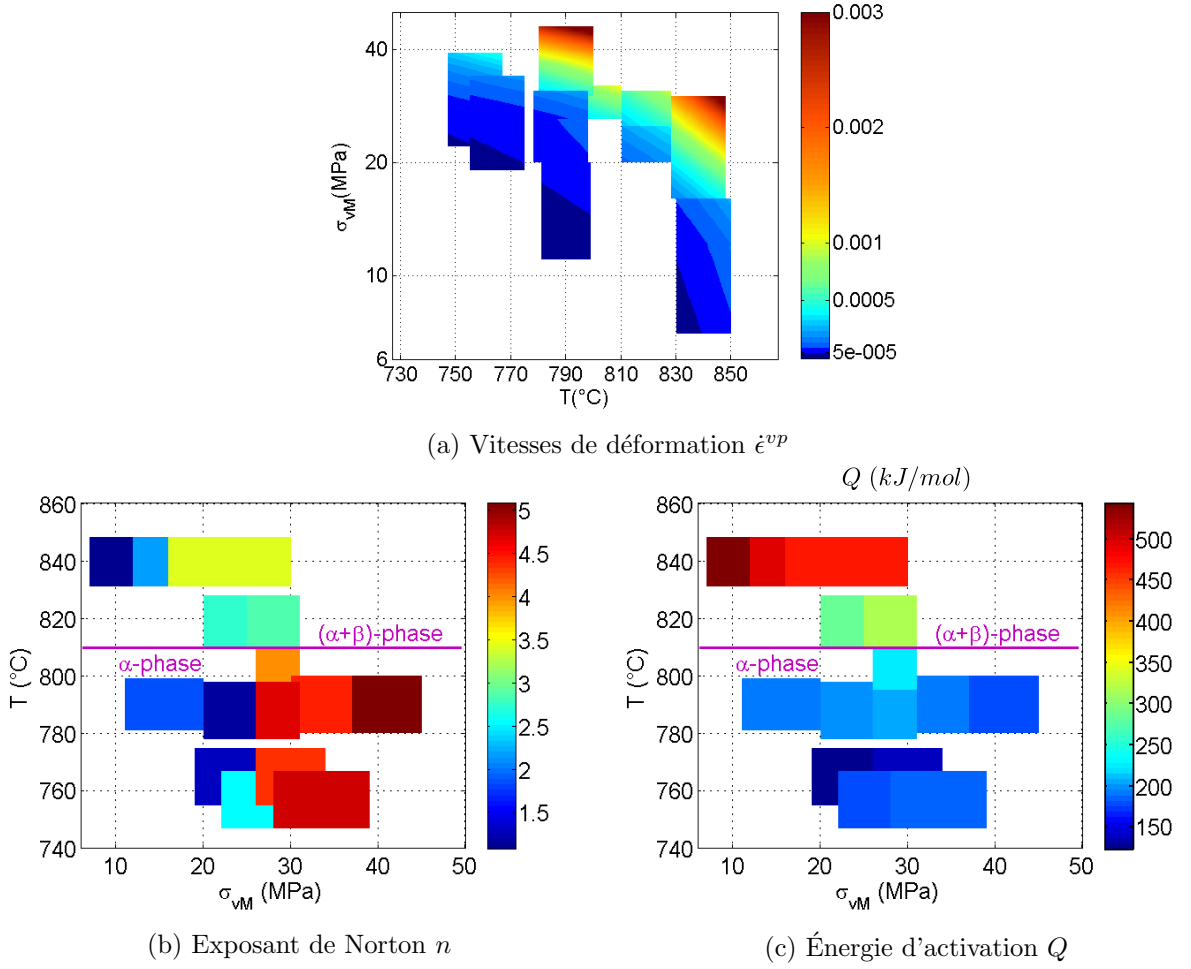 0.003
40
0.002
20
σvM(MPa)
0.001
10
0.0005
5e-005
6
730 750 770 790 810 830 850
T(°C)
(a) Vitesses de déformation ϵ̇^vp
Q (kJ/mol)
860
840
820
800
780
760
740
T (°C)
(α+β)-phase
α-phase
10 20 30 40 50
σvM (MPa)
5
4.5
4
3.5
3
2.5
2
1.5
(b) Exposant de Norton n
860
840
820
800
780
760
740
T (°C)
(α+β)-phase
α-phase
10 20 30 40 50
σvM (MPa)
500
450
400
350
300
250
200
150
(c) Énergie d'activation Q